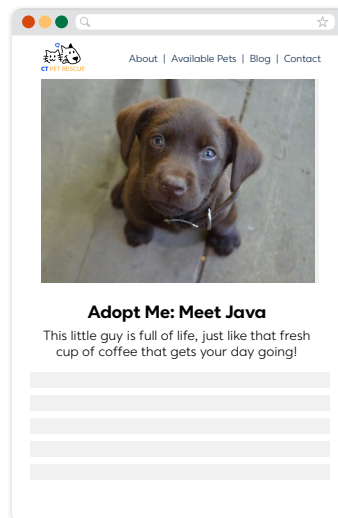 CT PET RESCUE
About | Available Pets | Blog | Contact
Adopt Me: Meet Java
This little guy is full of life, just like that fresh
cup of coffee that gets your day going!